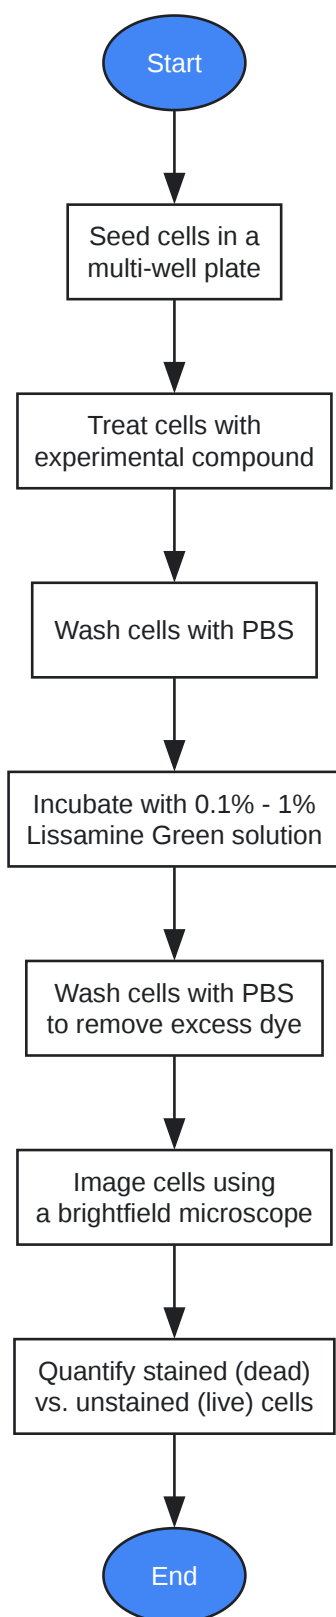 Start
Seed cells in a
multi-well plate
Treat cells with
experimental compound
Wash cells with PBS
Incubate with 0.1% - 1%
Lissamine Green solution
Wash cells with PBS
to remove excess dye
Image cells using
a brightfield microscope
Quantify stained (dead)
vs. unstained (live) cells
End